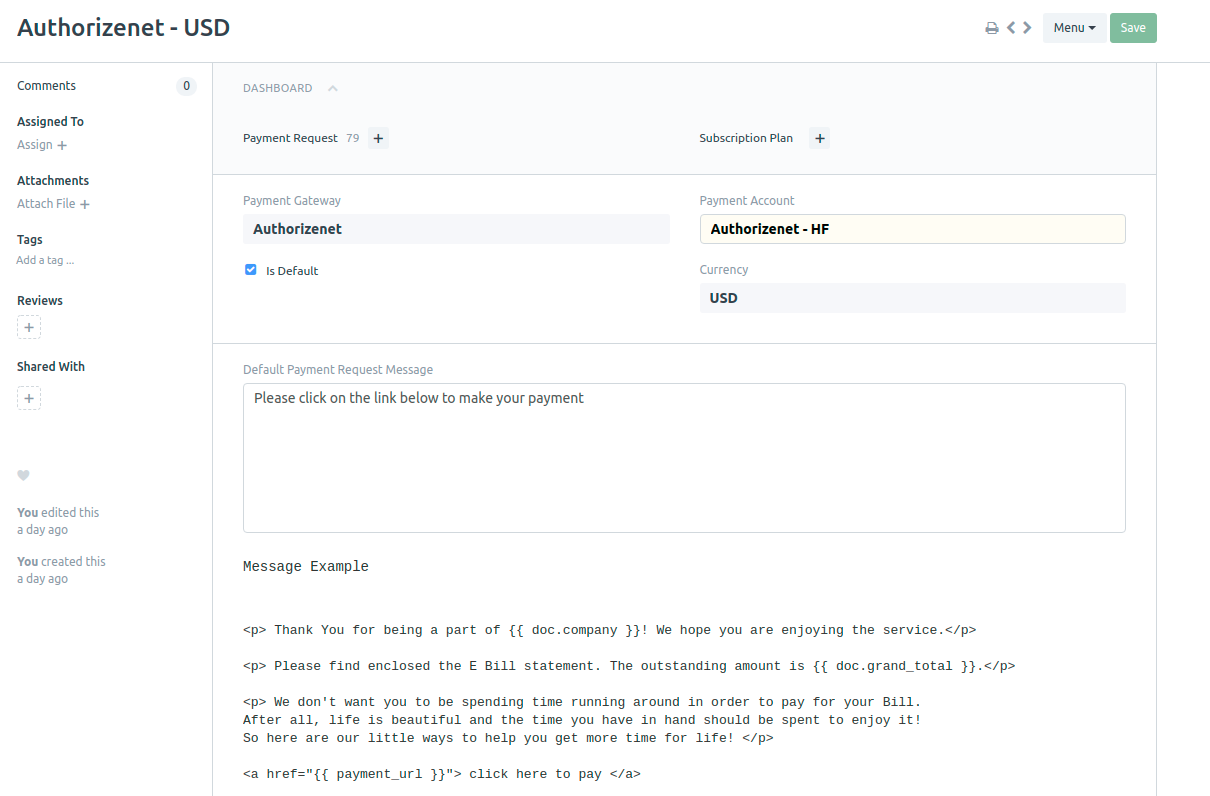 Authorizenet - USD
Menu
Save
Comments 0
Assigned To
Assign +
Attachments
Attach File +
Tags
Add a tag ...
Reviews
+
Shared With
+
You edited this
a day ago
You created this
a day ago
DASHBOARD
Payment Request 79 +
Subscription Plan +
Payment Gateway
Authorizenet
Is Default
Payment Account
Authorizenet - HF
Currency
USD
Default Payment Request Message
Please click on the link below to make your payment
Message Example
<p> Thank You for being a part of {{ doc.company }}! We hope you are enjoying the service.</p>
<p> Please find enclosed the E Bill statement. The outstanding amount is {{ doc.grand_total }}.</p>
<p> We don't want you to be spending time running around in order to pay for your Bill.
After all, life is beautiful and the time you have in hand should be spent to enjoy it!
So here are our little ways to help you get more time for life! </p>
<a href="{{ payment_url }}"> click here to pay </a>